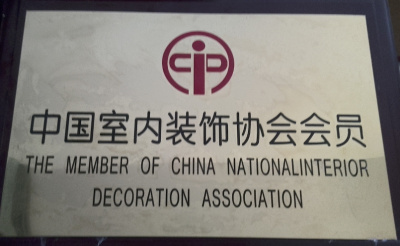 中国室内装饰协会会员
THE MEMBER OF CHINA NATIONALINTERIOR
DECORATION ASSOCIATION